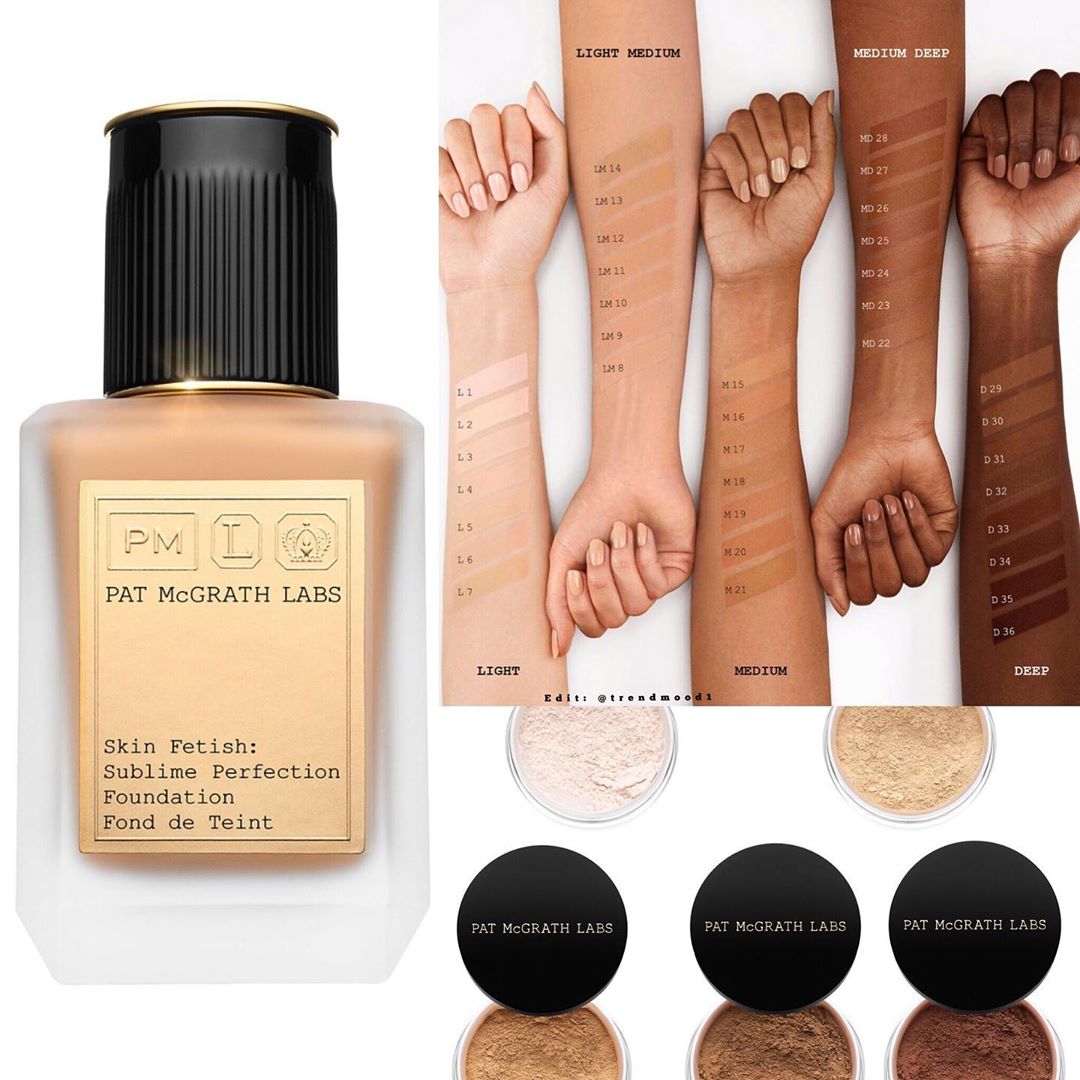 PM L
PAT McGRATH LABS
Skin Fetish:
Sublime Perfection
Foundation
Fond de Teint
LIGHT MEDIUM
LM 14
LM 13
LM 12
LM 11
LM 10
LM 9
LM 8
MEDIUM DEEP
MD 28
MD 27
MD 26
MD 25
MD 24
MD 23
MD 22
L 1
L 2
L 3
L 4
L 5
L 6
L 7
LIGHT
M 15
M 16
M 17
M 18
M 19
M 20
M 21
MEDIUM
D 29
D 30
D 31
D 32
D 33
D 34
D 35
D 36
DEEP
Edit: @trendmood1
PAT McGRATH LABS
PAT McGRATH LABS
PAT McGRATH LABS